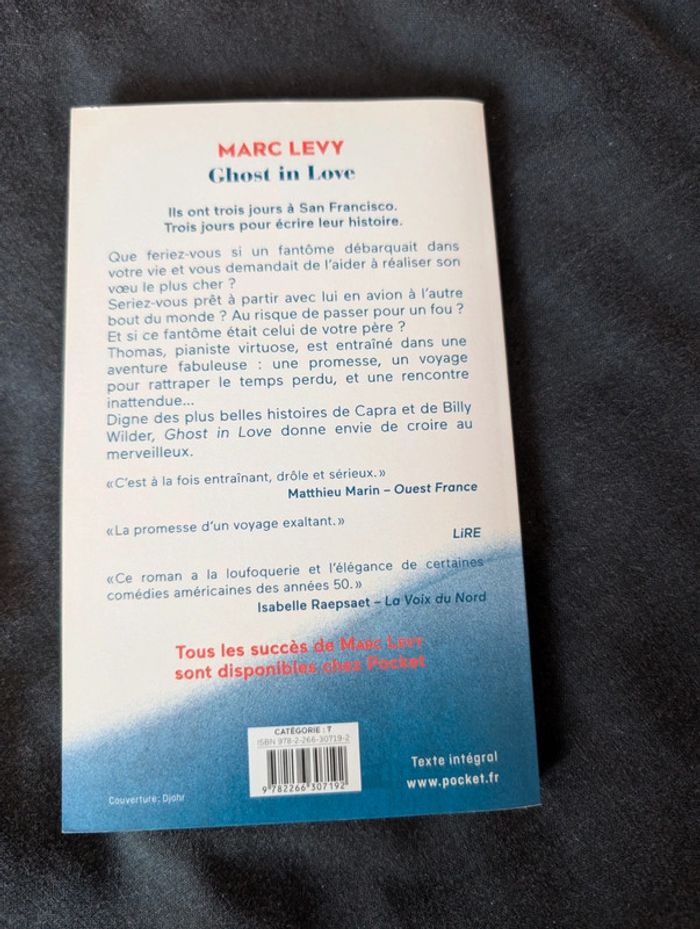 MARC LEVY
Ghost in Love
Ils ont trois jours à San Francisco.
Trois jours pour écrire leur histoire.
Que feriez-vous si un fantôme débarquait dans
votre vie et vous demandait de l'aider à réaliser son
vœu le plus cher ?
Seriez-vous prêt à partir avec lui en avion à l'autre
bout du monde ? Au risque de passer pour un fou ?
Et si ce fantôme était celui de votre père ?
Thomas, pianiste virtuose, est entraîné dans une
aventure fabuleuse : une promesse, un voyage
pour rattraper le temps perdu, et une rencontre
inattendue...
Digne des plus belles histoires de Capra et de Billy
Wilder, Ghost in Love donne envie de croire au
merveilleux.
« C'est à la fois entraînant, drôle et sérieux. »
Matthieu Marin – Ouest France
« La promesse d'un voyage exaltant. »
LiRE
« Ce roman a la loufoquerie et l'élégance de certaines
comédies américaines des années 50. »
Isabelle Raepsaet – La Voix du Nord
Tous les succès de MARC LEVY
sont disponibles chez Pocket
CATÉGORIE : 7
ISBN 978-2-266-30719-2
9 782266 307192
Texte intégral
www.pocket.fr
Couverture : Djohr